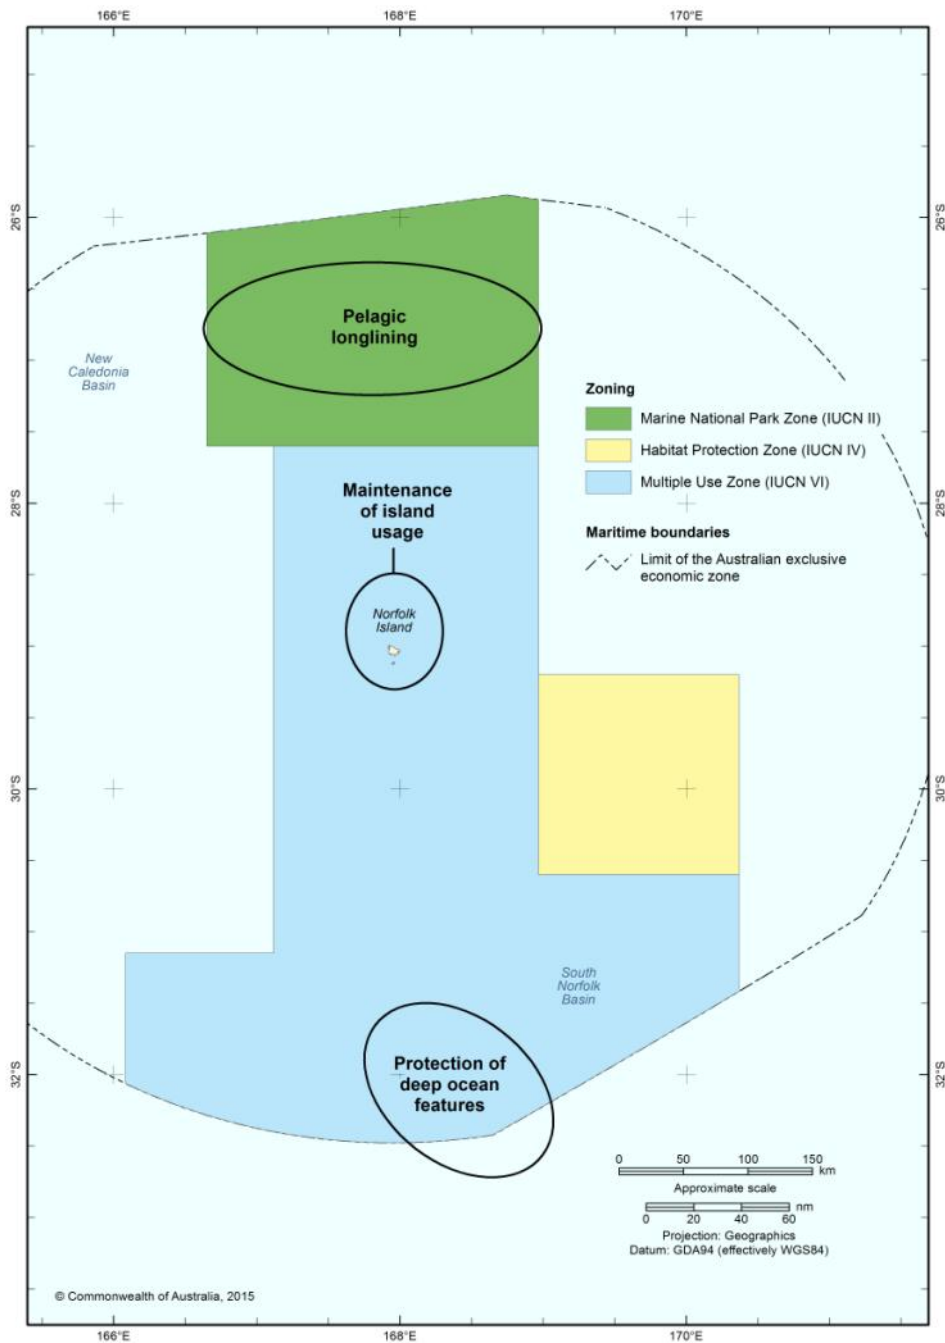 166°E
168°E
170°E
26°S
26°S
Pelagic
longlining
New
Caledonia
Basin
Zoning
Marine National Park Zone (IUCN II)
Habitat Protection Zone (IUCN IV)
Multiple Use Zone (IUCN VI)
Maritime boundaries
Limit of the Australian exclusive
economic zone
28°S
28°S
Maintenance
of island
usage
Norfolk
Island
30°S
30°S
South
Norfolk
Basin
32°S
32°S
Protection of
deep ocean
features
0 50 100 150
km
Approximate scale
nm
0 20 40 60
Projection: Geographics
Datum: GDA94 (effectively WGS84)
© Commonwealth of Australia, 2015
166°E
168°E
170°E